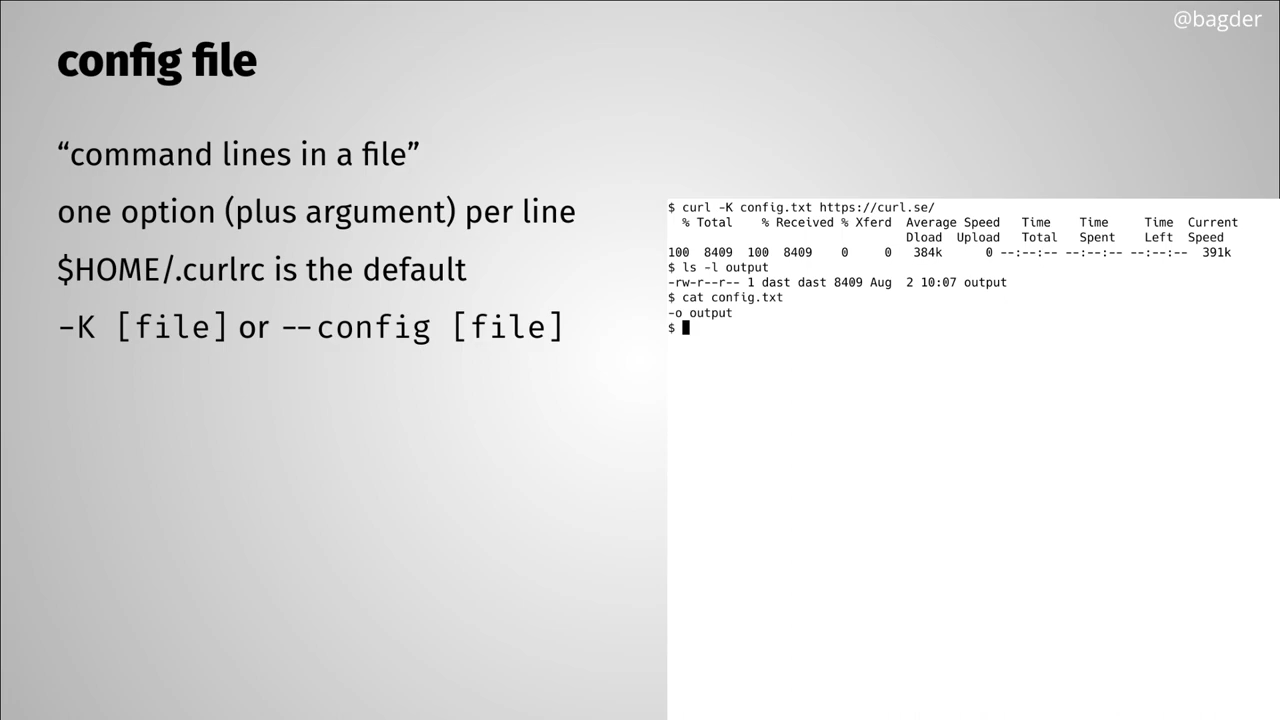 @bagder
config file
“command lines in a file”
one option (plus argument) per line
$HOME/.curlrc is the default
-K [file] or --config [file]
$ curl -K config.txt https://curl.se/
% Total % Received % Xferd Average Speed Time Time Time Current
Dload Upload Total Spent Left Speed
100 8409 100 8409 0 0 384k 0 --:--:-- --:--:-- --:--:-- 391k
$ ls -l output
-rw-r--r-- 1 dast dast 8409 Aug 2 10:07 output
$ cat config.txt
-o output
$